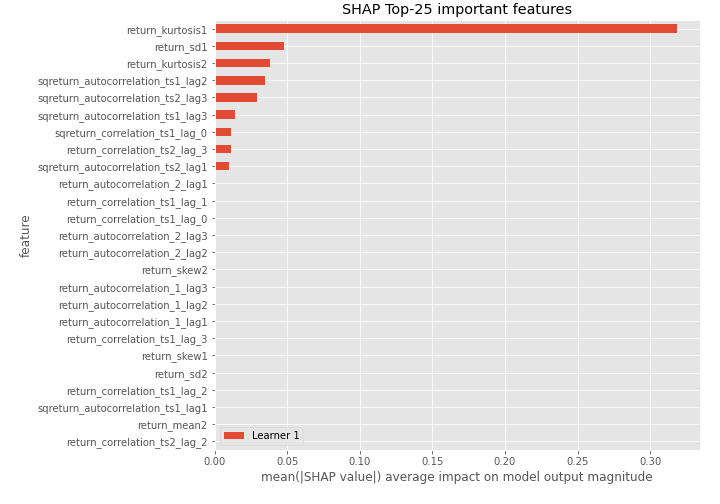 SHAP Top-25 important features
return_kurtosis1
return_sd1
return_kurtosis2
sqreturn_autocorrelation_ts1_lag2
sqreturn_autocorrelation_ts2_lag3
sqreturn_autocorrelation_ts1_lag3
sqreturn_correlation_ts1_lag_0
return_correlation_ts2_lag_3
sqreturn_autocorrelation_ts2_lag1
return_autocorrelation_2_lag1
return_correlation_ts1_lag_1
return_correlation_ts1_lag_0
return_autocorrelation_2_lag3
return_autocorrelation_2_lag2
return_skew2
return_autocorrelation_1_lag3
return_autocorrelation_1_lag2
return_autocorrelation_1_lag1
return_correlation_ts1_lag_3
return_skew1
return_sd2
return_correlation_ts1_lag_2
sqreturn_autocorrelation_ts1_lag1
return_mean2
return_correlation_ts2_lag_2
feature
Learner 1
0.00 0.05 0.10 0.15 0.20 0.25 0.30
mean(|SHAP value|) average impact on model output magnitude